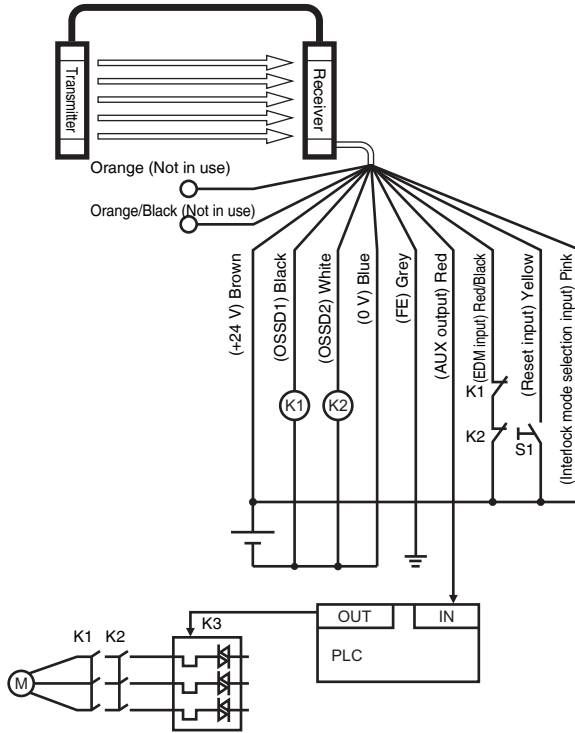 Transmitter
Receiver
Orange (Not in use)
Orange/Black (Not in use)
(+24 V) Brown
(OSSD1) Black
(OSSD2) White
(0 V) Blue
(FE) Grey
(AUX output) Red
(EDM input) Red/Black
(Reset input) Yellow
(Interlock mode selection input) Pink
K1
K2
K1
K2
S1
K3
OUT
IN
PLC
K1
K2
M